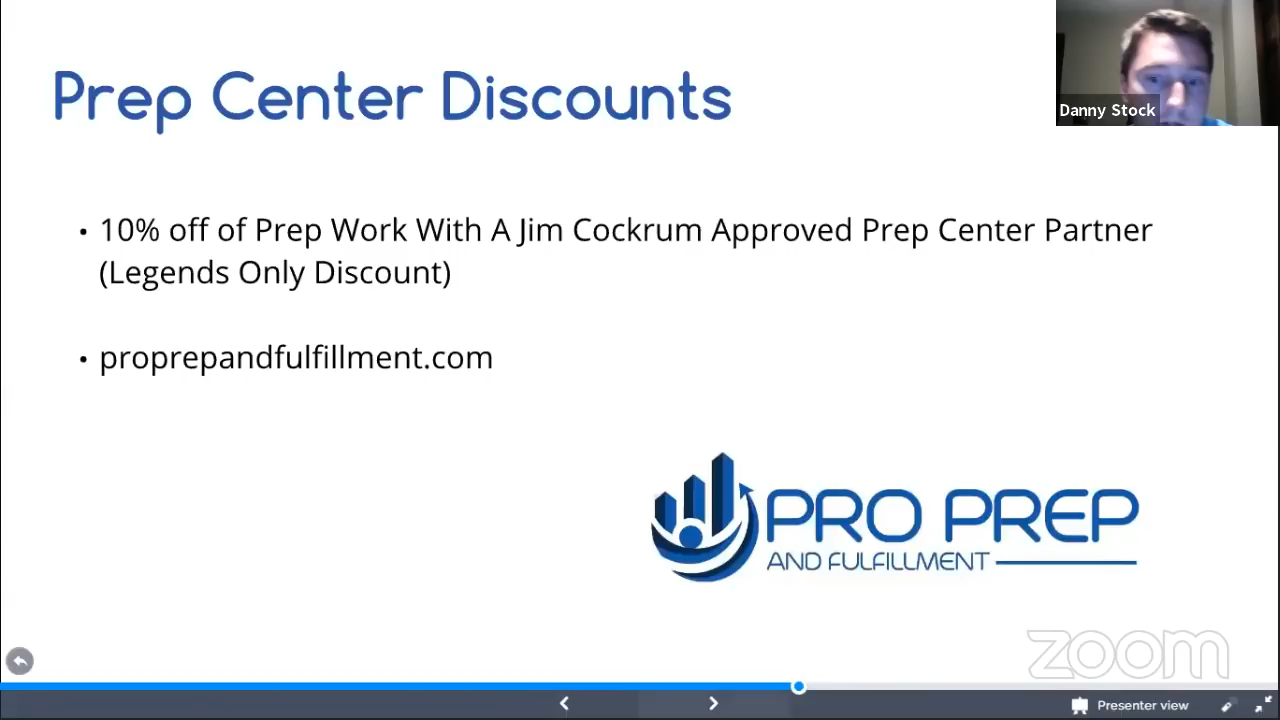 Prep Center Discounts
Danny Stock
• 10% off of Prep Work With A Jim Cockrum Approved Prep Center Partner
(Legends Only Discount)
• proprepandfulfillment.com
PRO PREP
AND FULFILLMENT
zoom
Presenter view